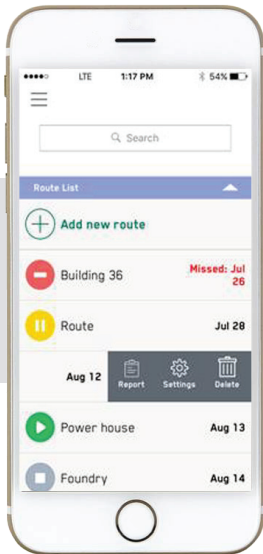 LTE 1:17 PM 54%
Search
Route List
Add new route
Building 36 Missed: Jul
26
Route Jul 28
Aug 12 Report Settings Delete
Power house Aug 13
Foundry Aug 14